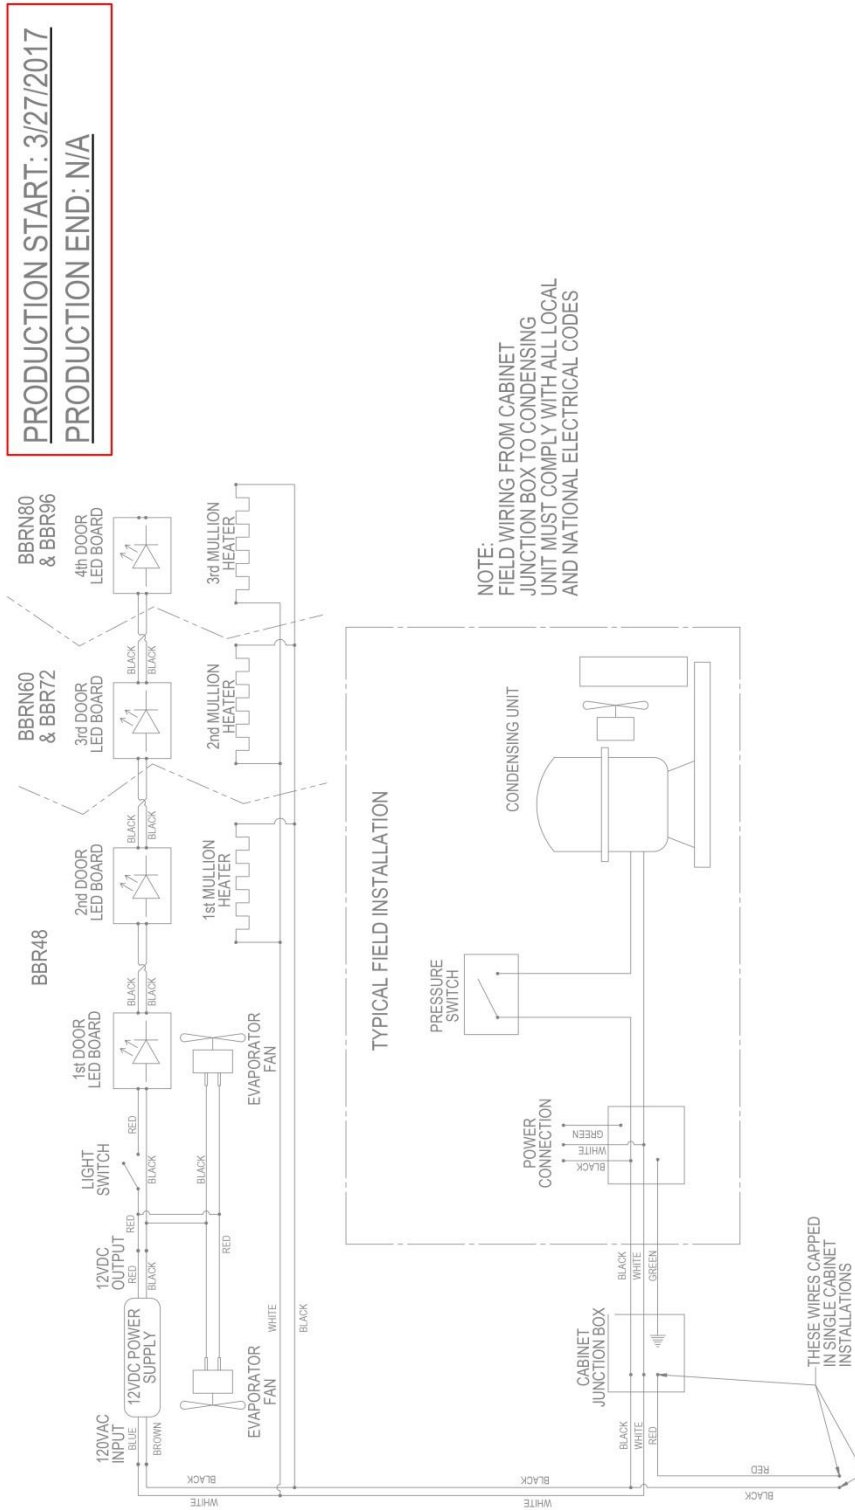 PRODUCTION START: 3/27/2017
PRODUCTION END: N/A
BBR48
BBRN60
& BBR72
BBRN80
& BBR96
120VAC
INPUT
BLUE
BROWN
12VDC POWER
SUPPLY
12VDC
OUTPUT
RED
BLACK
RED
LIGHT
SWITCH
BLACK
RED
1st DOOR
LED BOARD
BLACK
BLACK
2nd DOOR
LED BOARD
BLACK
BLACK
3rd DOOR
LED BOARD
BLACK
BLACK
4th DOOR
LED BOARD
EVAPORATOR
FAN
BLACK
RED
EVAPORATOR
FAN
1st MULLION
HEATER
2nd MULLION
HEATER
3rd MULLION
HEATER
WHITE
BLACK
BLACK
WHITE
NOTE:
FIELD WIRING FROM CABINET
JUNCTION BOX TO CONDENSING
UNIT MUST COMPLY WITH ALL LOCAL
AND NATIONAL ELECTRICAL CODES
TYPICAL FIELD INSTALLATION
PRESSURE
SWITCH
CONDENSING UNIT
POWER
CONNECTION
BLACK
WHITE
GREEN
BLACK
WHITE
GREEN
CABINET
JUNCTION BOX
BLACK
WHITE
RED
BLACK
WHITE
RED
BLACK
THESE WIRES CAPPED
IN SINGLE CABINET
INSTALLATIONS